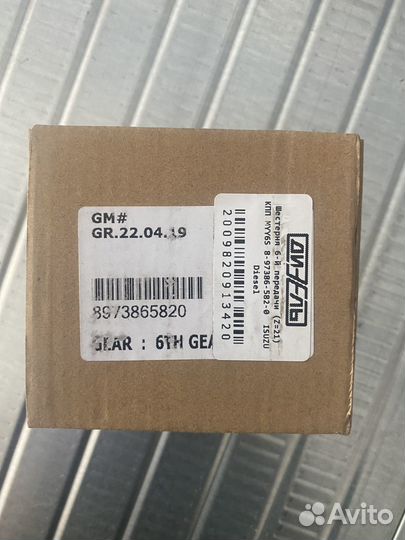 GM#
GR.22.04.19
8973865820
GEAR : 6TH GEA
ДИЗЕЛЬ
Шестерня 6-й передачи (Z=21)
КПП MYY6S 8-97386-582-0 ISUZU
Diesel
2009820913420
Avito